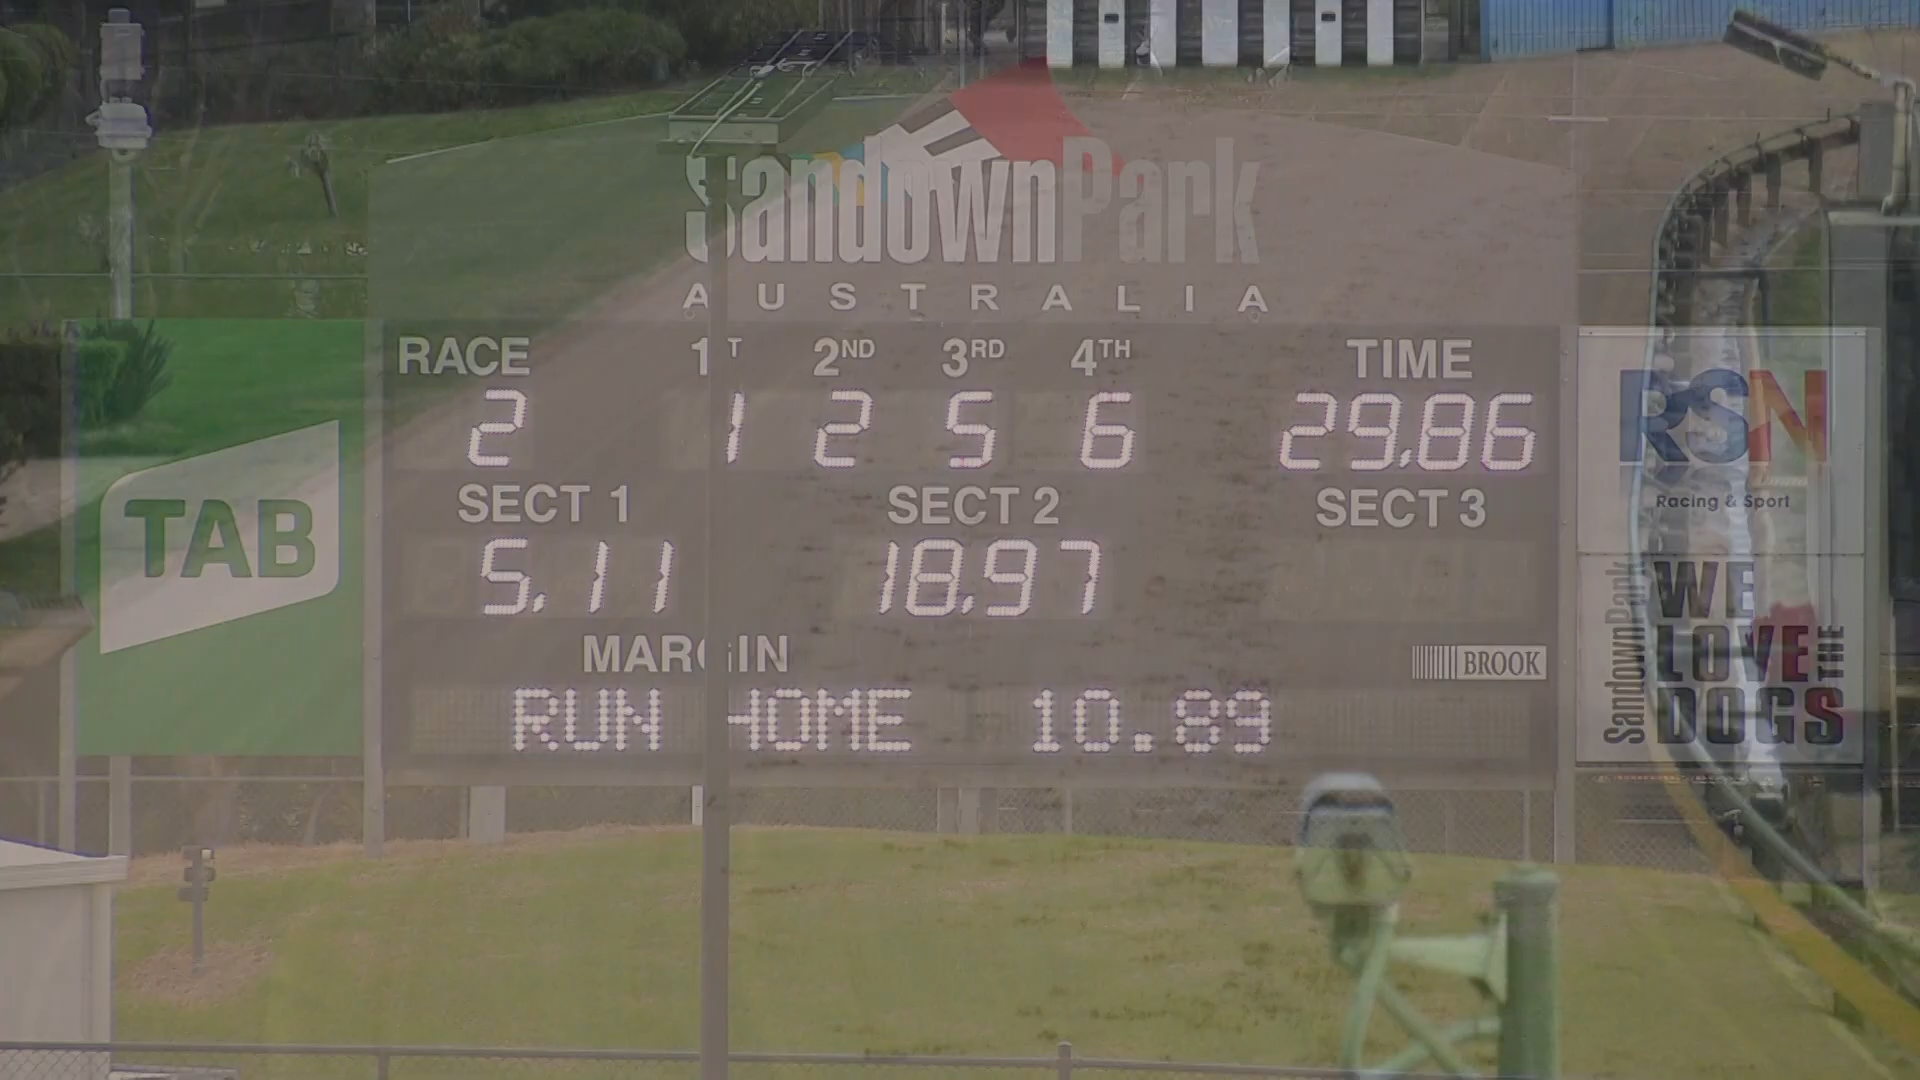 SandownPark
AUSTRALIA
RACE 1ST 2ND 3RD 4TH TIME
2 1 2 5 6 29.86
SECT 1 SECT 2 SECT 3
5.11 18.97
MARGIN
BROOK
RUN HOME 10.89
TAB
RSN
Racing & Sport
SandownPark
WE
LOVE THE
DOGS